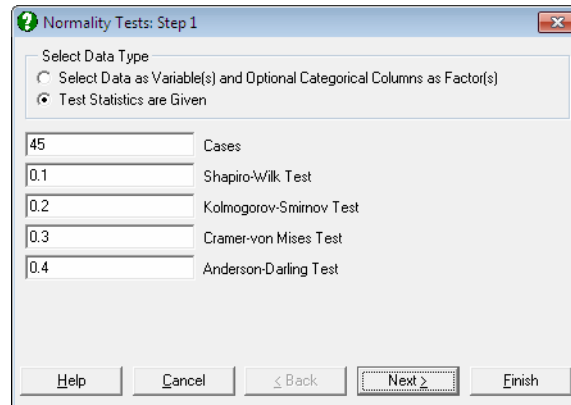 Normality Tests: Step 1
Select Data Type
Select Data as Variable(s) and Optional Categorical Columns as Factor(s)
Test Statistics are Given
45 Cases
0.1 Shapiro-Wilk Test
0.2 Kolmogorov-Smirnov Test
0.3 Cramer-von Mises Test
0.4 Anderson-Darling Test
Help Cancel < Back Next > Finish